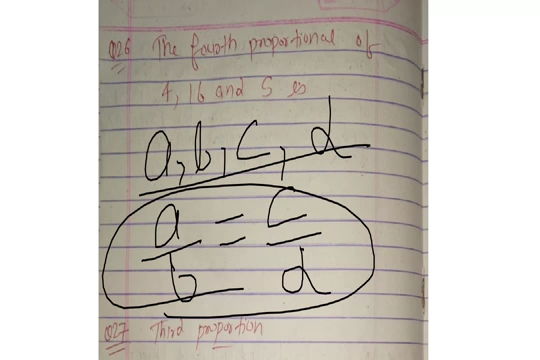 Q26 The fourth proportional of
4, 16 and 5 is
a, b, c, d
a/b = c/d
Q27 Third proportion